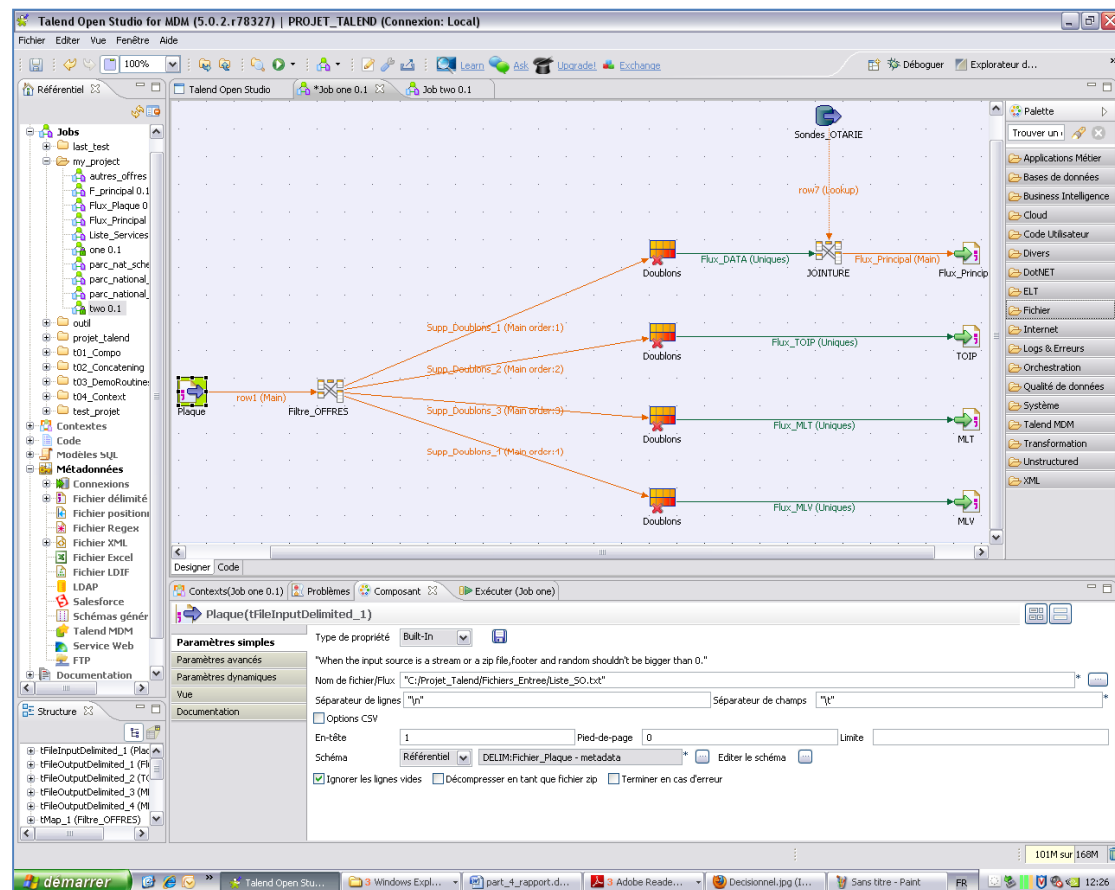 Talend Open Studio for MDM (5.0.2.r78327) | PROJET_TALEND (Connexion: Local)
Fichier Editer Vue Fenêtre Aide
100% Learn Ask Upgrade! Exchange Déboguer Explorateur d...
Référentiel
Talend Open Studio *Job one 0.1 Job two 0.1
Jobs
last_test
my_project
autres_offres
F_principal 0.1
Flux_Plaque 0
Flux_Principal
Liste_Services
one 0.1
parc_nat_sche
parc_national_
parc_national_
two 0.1
outil
projet_talend
t01_Compo
t02_Concatening
t03_DemoRoutine
t04_Context
test_projet
Contextes
Code
Modèles SQL
Métadonnées
Connexions
Fichier délimité
Fichier position
Fichier Regex
Fichier XML
Fichier Excel
Fichier LDIF
LDAP
Salesforce
Schémas génér
Talend MDM
Service Web
FTP
Documentation
Sondes_OTARIE
row7 (Lookup)
Doublons
Flux_DATA (Uniques)
JOINTURE
Flux_Principal (Main)
Flux_Princip
Supp_Doublons_1 (Main order:1)
Doublons
Flux_TOIP (Uniques)
TOIP
Supp_Doublons_2 (Main order:2)
Plaque
row1 (Main)
Filtre_OFFRES
Supp_Doublons_3 (Main order:3)
Doublons
Flux_MLT (Uniques)
MLT
Supp_Doublons_4 (Main order:4)
Doublons
Flux_MLV (Uniques)
MLV
Designer Code
Palette
Trouver un
Applications Métier
Bases de données
Business Intelligence
Cloud
Code Utilisateur
Divers
DotNET
ELT
Fichier
Internet
Logs & Erreurs
Orchestration
Qualité de données
Système
Talend MDM
Transformation
Unstructured
XML
Contexts(Job one 0.1) Problèmes Composant Exécuter (Job one)
Plaque(tFileInputDelimited_1)
Paramètres simples
Paramètres avancés
Paramètres dynamiques
Vue
Documentation
Type de propriété Built-In
"When the input source is a stream or a zip file,footer and random shouldn't be bigger than 0."
Nom de fichier/Flux "C:/Projet_Talend/Fichiers_Entree/Liste_SO.txt" * ...
Séparateur de lignes "\n" Séparateur de champs "\t" *
Options CSV
En-tête 1 Pied-de-page 0 Limite
Schéma Référentiel DELIM:Fichier_Plaque - metadata * ... Editer le schéma ...
Ignorer les lignes vides Décompresser en tant que fichier zip Terminer en cas d'erreur
Structure
tFileInputDelimited_1 (Plac
tFileOutputDelimited_1 (Fl
tFileOutputDelimited_2 (TC
tFileOutputDelimited_3 (Ml
tFileOutputDelimited_4 (Ml
tMap_1 (Filtre_OFFRES)
101M sur 168M
démarrer Talend Open Stu... 3 Windows Expl... part_4_rapport.d... 3 Adobe Reade... Decisionnel.jpg (I... Sans titre - Paint FR 12:26